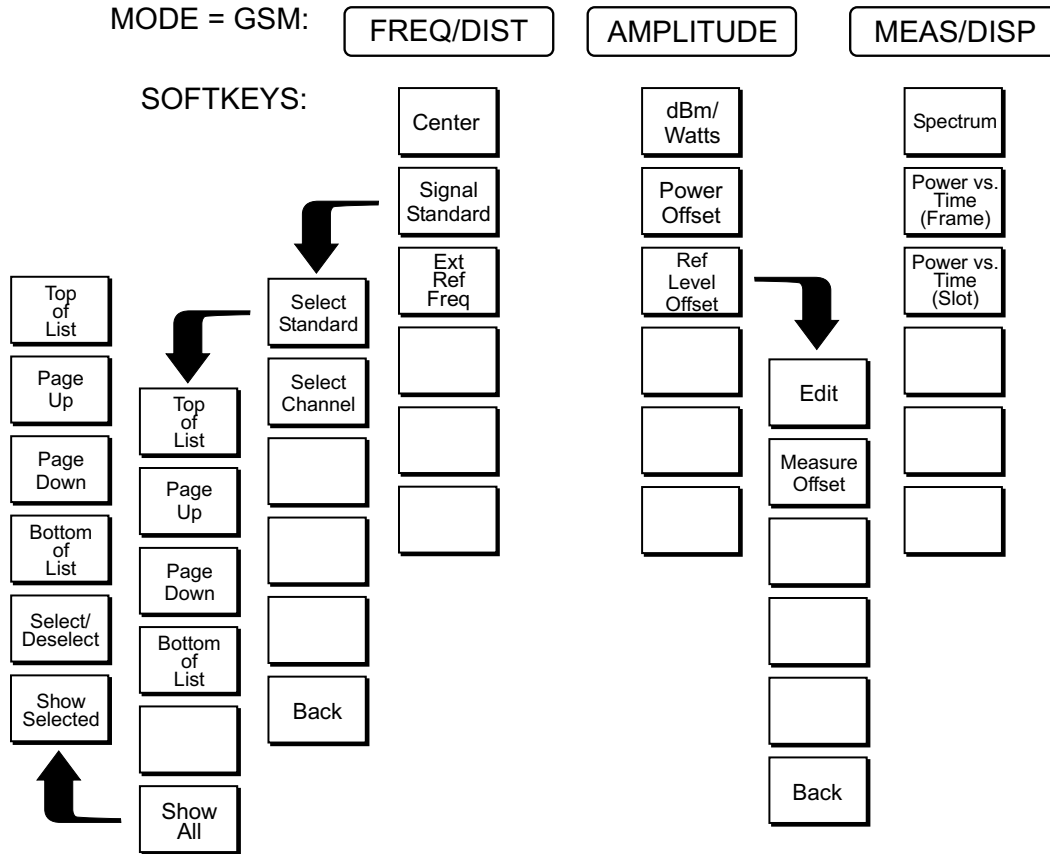 MODE = GSM:
FREQ/DIST
AMPLITUDE
MEAS/DISP
SOFTKEYS:
Center
Signal
Standard
Ext
Ref
Freq
Select
Standard
Select
Channel
Back
Top
of
List
Page
Up
Page
Down
Bottom
of
List
Show
All
Top
of
List
Page
Up
Page
Down
Bottom
of
List
Select/
Deselect
Show
Selected
dBm/
Watts
Power
Offset
Ref
Level
Offset
Edit
Measure
Offset
Back
Spectrum
Power vs.
Time
(Frame)
Power vs.
Time
(Slot)